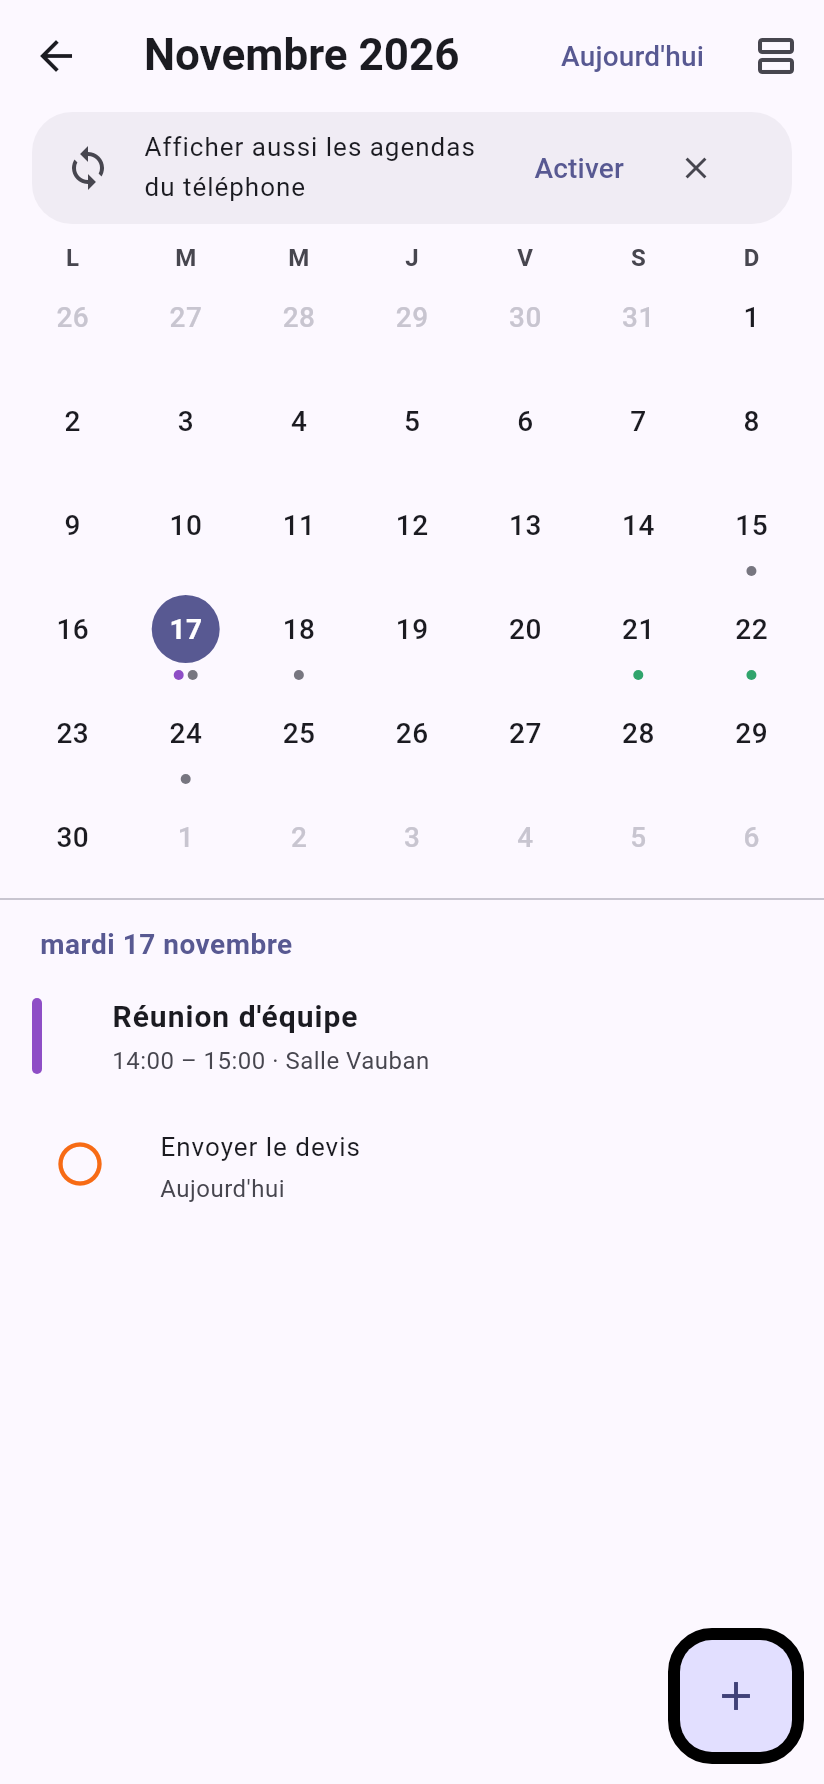 Novembre 2026 Aujourd'hui
Afficher aussi les agendas
du téléphone
Activer
L M M J V S D
26 27 28 29 30 31 1
2 3 4 5 6 7 8
9 10 11 12 13 14 15
16 17 18 19 20 21 22
23 24 25 26 27 28 29
30 1 2 3 4 5 6
mardi 17 novembre
Réunion d'équipe
14:00 – 15:00 · Salle Vauban
Envoyer le devis
Aujourd'hui